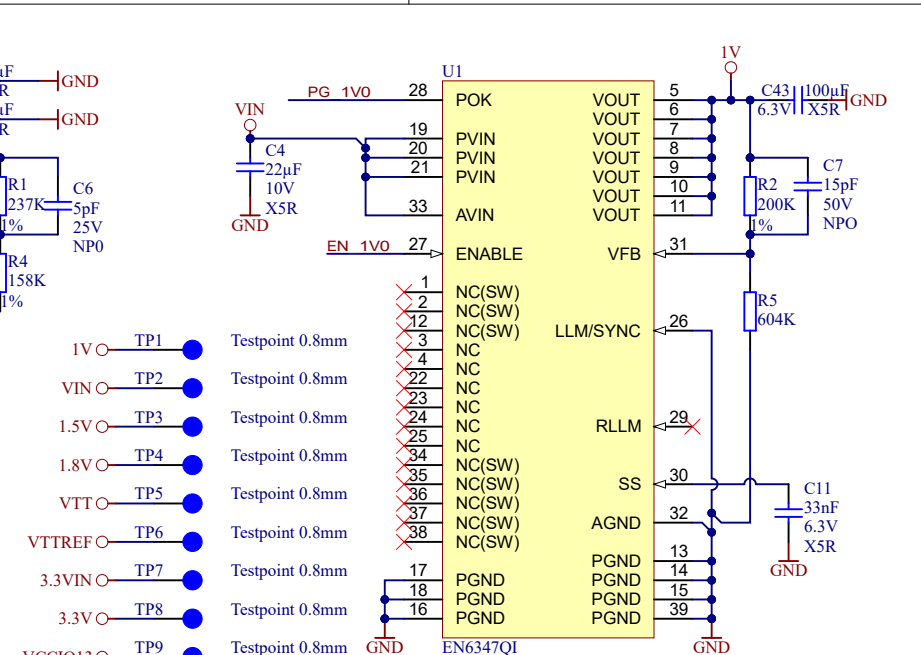 µF
R
GND
µF
R
GND
R1
237K
1%
C6
5pF
25V
NP0
R4
158K
1%
VIN
C4
22µF
10V
X5R
GND
PG_1V0
EN_1V0
U1
28 POK
19 PVIN
20 PVIN
21 PVIN
33 AVIN
27 ENABLE
1 NC(SW)
2 NC(SW)
12 NC(SW)
3 NC
4 NC
22 NC
23 NC
24 NC
25 NC
34 NC(SW)
35 NC(SW)
36 NC(SW)
37 NC(SW)
38 NC(SW)
17 PGND
18 PGND
16 PGND
GND
VOUT 5
VOUT 6
VOUT 7
VOUT 8
VOUT 9
VOUT 10
VOUT 11
VFB 31
LLM/SYNC 26
RLLM 29
SS 30
AGND 32
PGND 13
PGND 14
PGND 15
PGND 39
EN6347QI
GND
1V
C43
6.3V
100µF
X5R
GND
R2
200K
1%
C7
15pF
50V
NPO
R5
604K
C11
33nF
6.3V
X5R
GND
1V TP1 Testpoint 0.8mm
VIN TP2 Testpoint 0.8mm
1.5V TP3 Testpoint 0.8mm
1.8V TP4 Testpoint 0.8mm
VTT TP5 Testpoint 0.8mm
VTTREF TP6 Testpoint 0.8mm
3.3VIN TP7 Testpoint 0.8mm
3.3V TP8 Testpoint 0.8mm
TP9 Testpoint 0.8mm